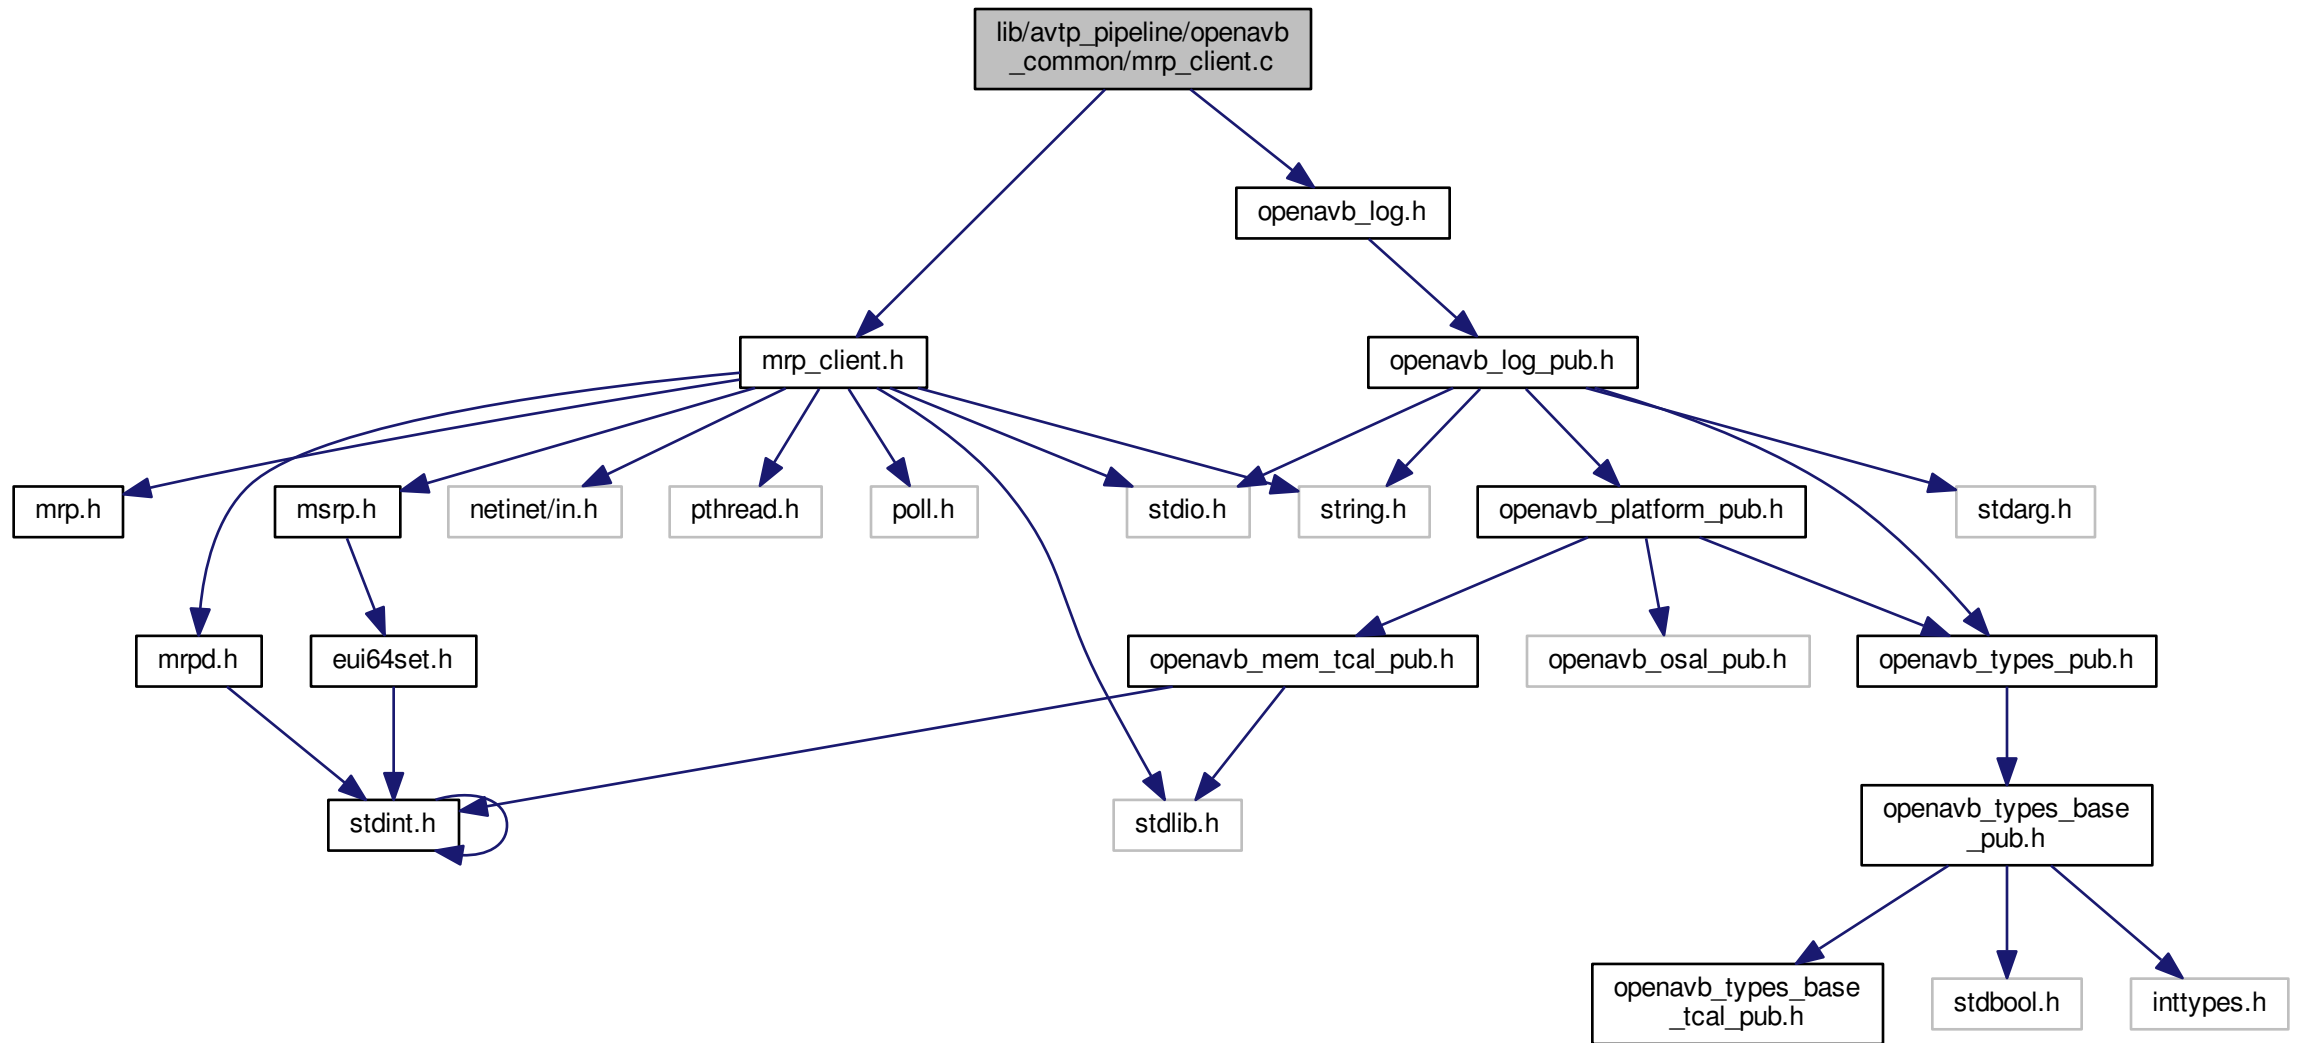 lib/avtp_pipeline/openavb
_common/mrp_client.c
openavb_log.h
mrp_client.h
openavb_log_pub.h
mrp.h
msrp.h
netinet/in.h
pthread.h
poll.h
stdio.h
string.h
openavb_platform_pub.h
stdarg.h
mrpd.h
eui64set.h
openavb_mem_tcal_pub.h
openavb_osal_pub.h
openavb_types_pub.h
stdint.h
stdlib.h
openavb_types_base
_pub.h
openavb_types_base
_tcal_pub.h
stdbool.h
inttypes.h